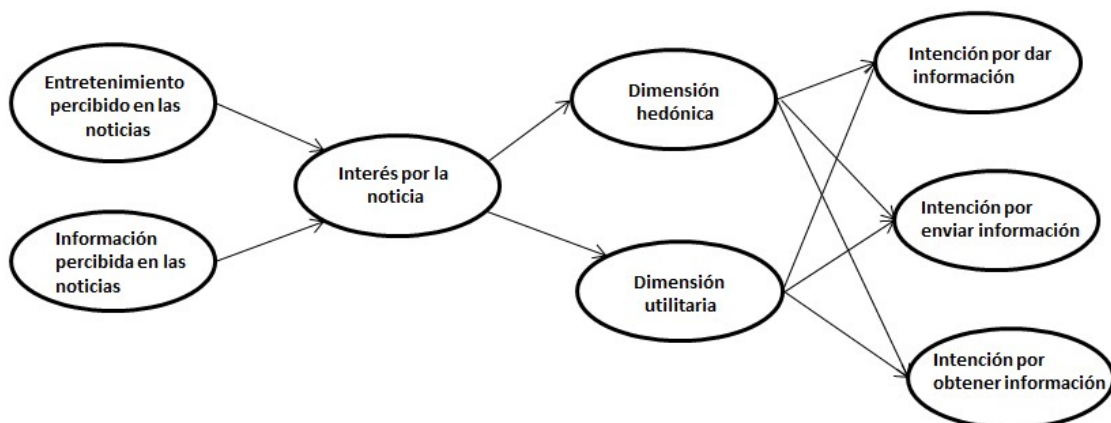 Entretenimiento
percibido en las
noticias
Información
percibida en las
noticias
Interés por la
noticia
Dimensión
hedónica
Dimensión
utilitaria
Intención por dar
información
Intención por
enviar información
Intención por
obtener información